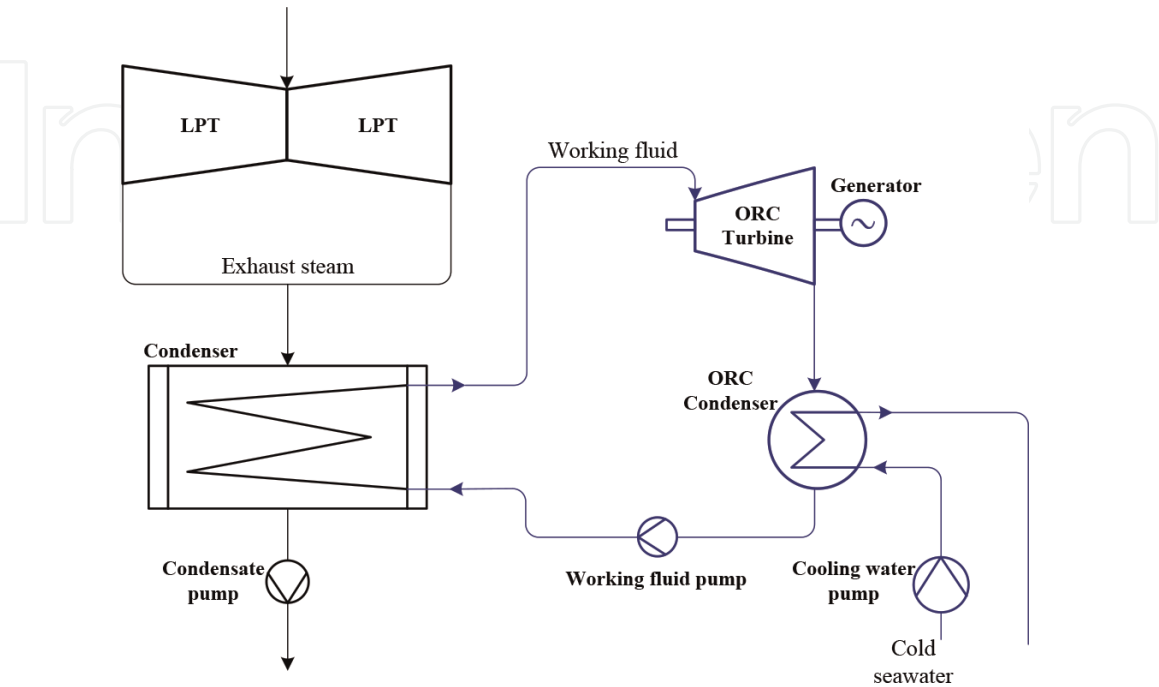 LPT
LPT
Working fluid
Generator
ORC
Turbine
Exhaust steam
Condenser
ORC
Condenser
Condensate
pump
Working fluid pump
Cooling water
pump
Cold
seawater